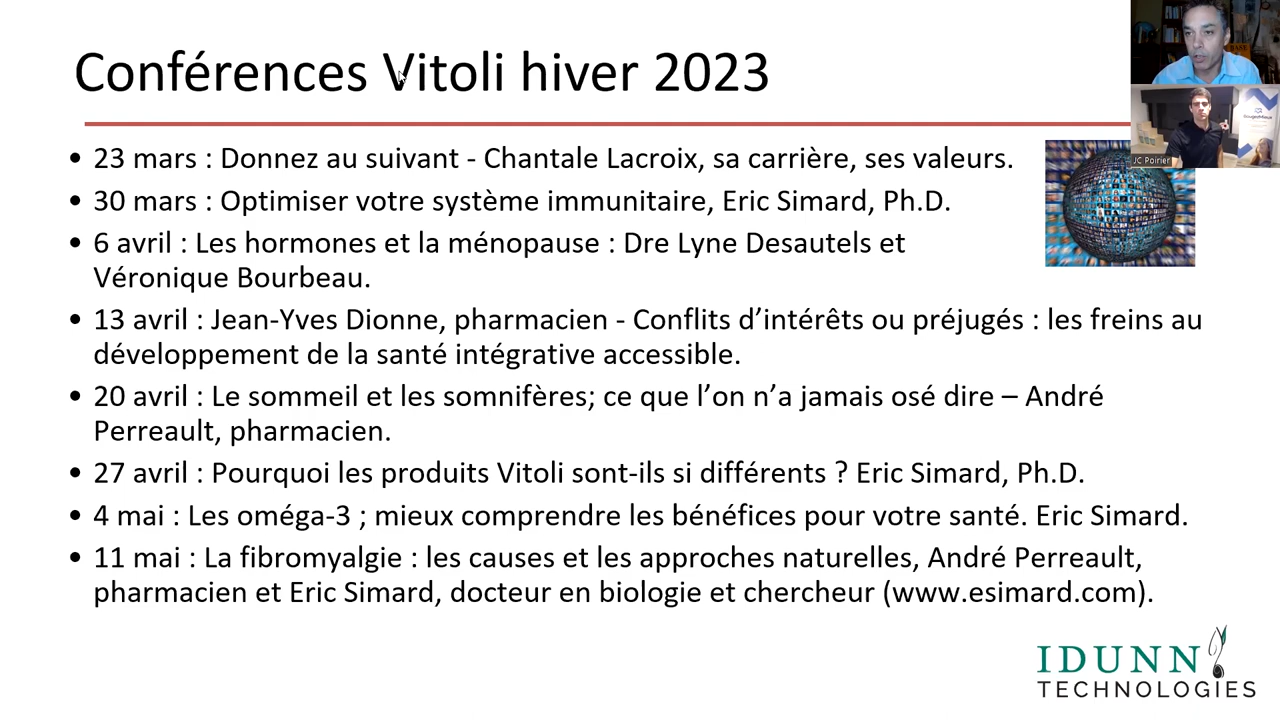 Conférences Vitoli hiver 2023
• 23 mars : Donnez au suivant - Chantale Lacroix, sa carrière, ses valeurs.
• 30 mars : Optimiser votre système immunitaire, Eric Simard, Ph.D.
• 6 avril : Les hormones et la ménopause : Dre Lyne Desautels et
Véronique Bourbeau.
• 13 avril : Jean-Yves Dionne, pharmacien - Conflits d’intérêts ou préjugés : les freins au
développement de la santé intégrative accessible.
• 20 avril : Le sommeil et les somnifères; ce que l’on n’a jamais osé dire – André
Perreault, pharmacien.
• 27 avril : Pourquoi les produits Vitoli sont-ils si différents ? Eric Simard, Ph.D.
• 4 mai : Les oméga-3 ; mieux comprendre les bénéfices pour votre santé. Eric Simard.
• 11 mai : La fibromyalgie : les causes et les approches naturelles, André Perreault,
pharmacien et Eric Simard, docteur en biologie et chercheur (www.esimard.com).
JC Poirier
IDUNN
TECHNOLOGIES